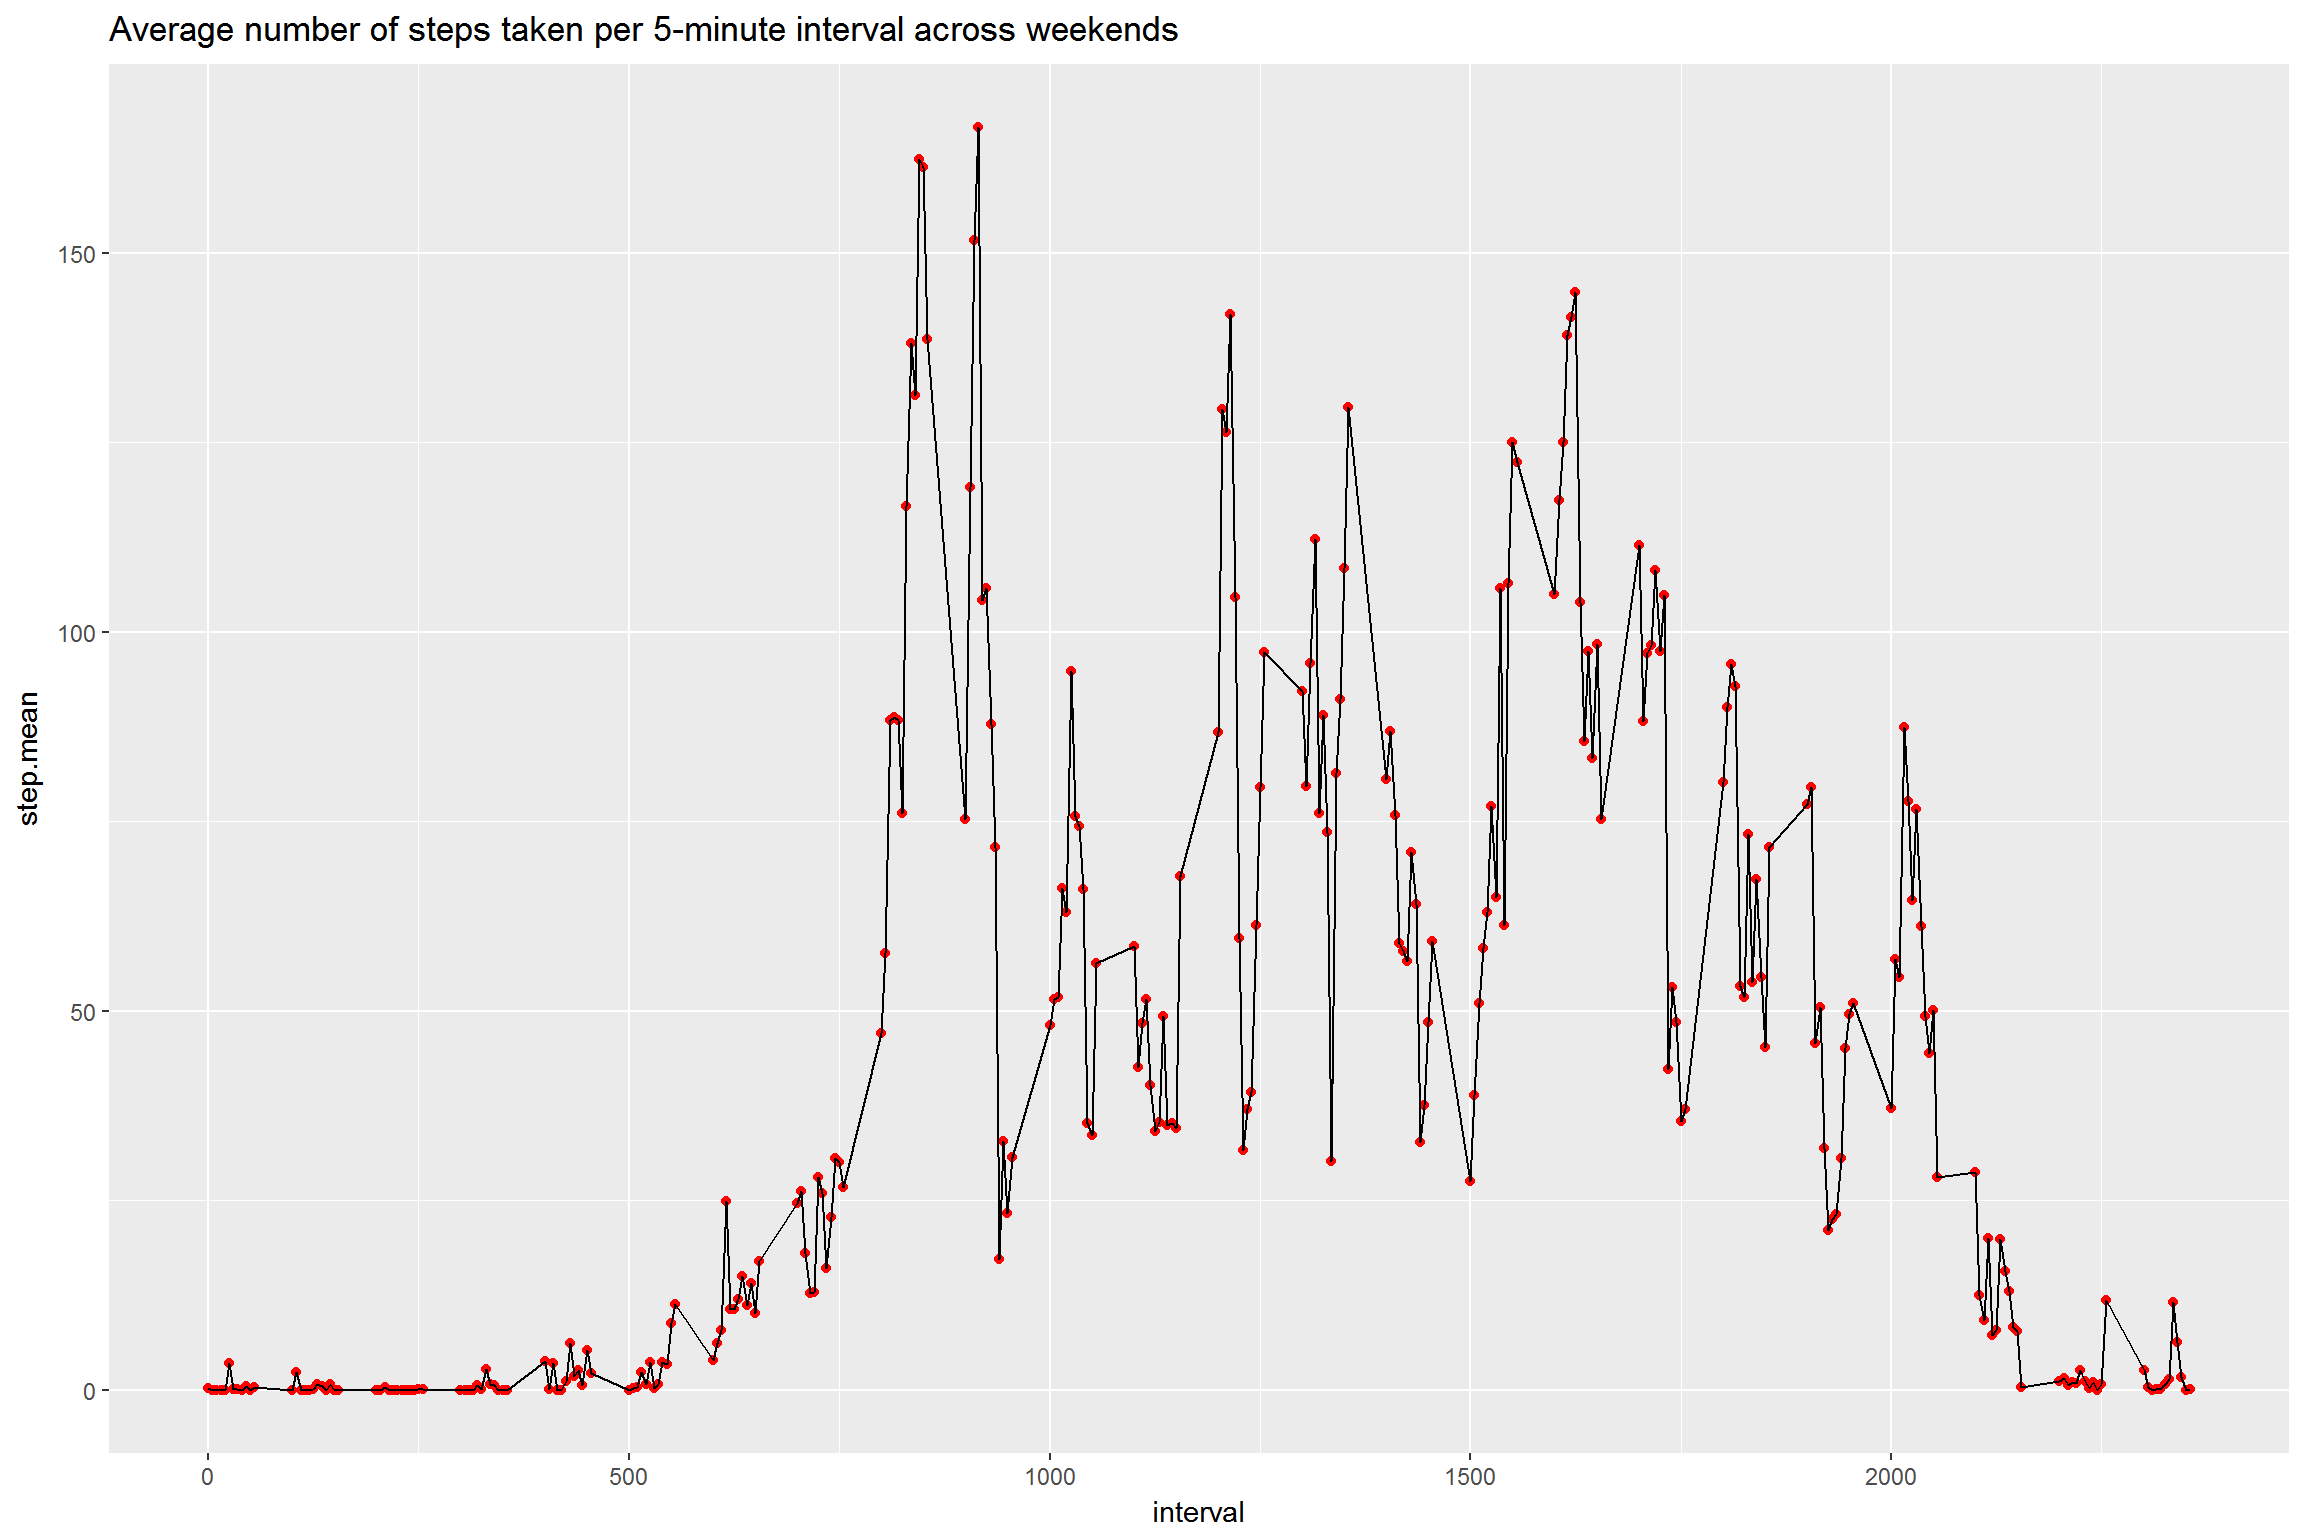 Average number of steps taken per 5-minute interval across weekends
150
100
50
0
step.mean
0 500 1000 1500 2000
interval